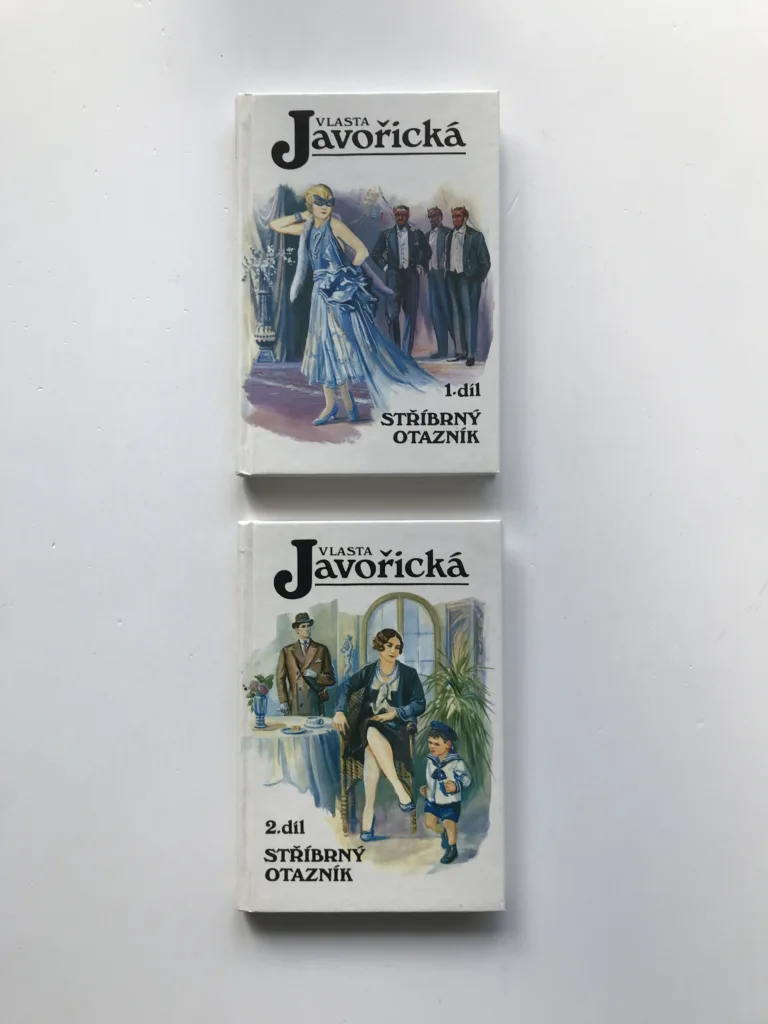 VLASTA
Javořická
1.díl
STŘÍBRNÝ
OTAZNÍK
VLASTA
Javořická
2.díl
STŘÍBRNÝ
OTAZNÍK